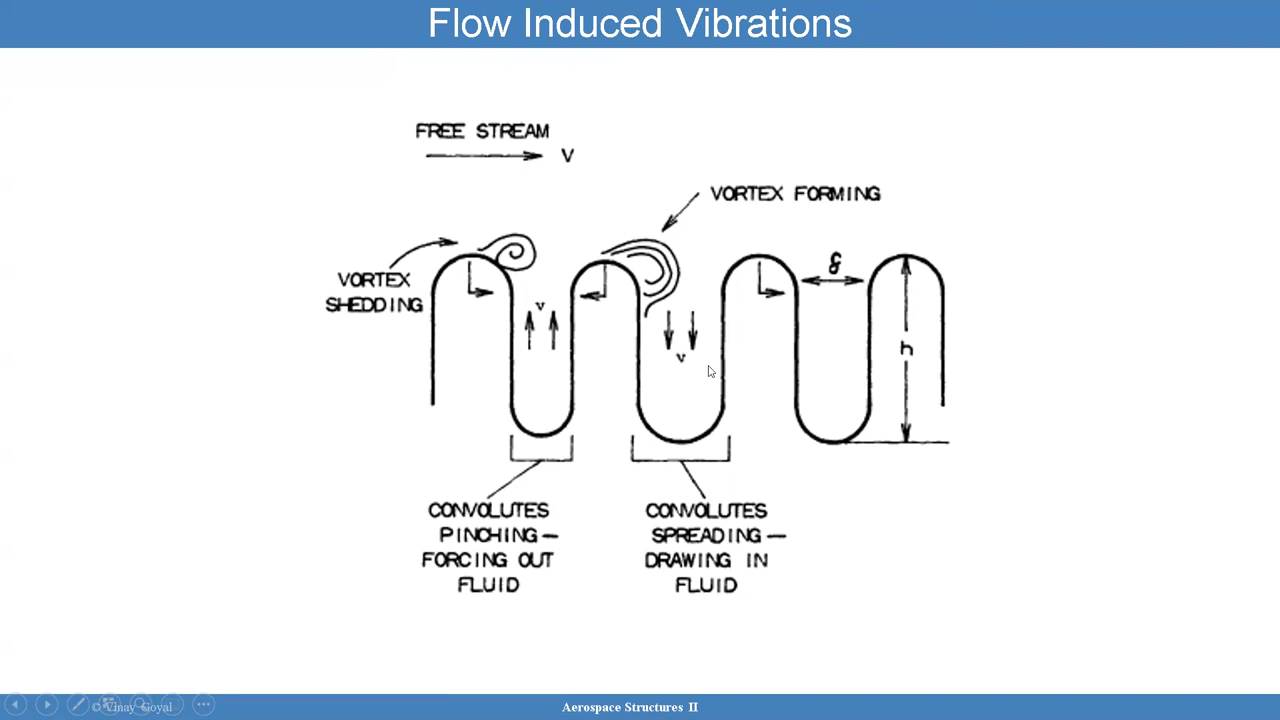 Flow Induced Vibrations
FREE STREAM
V
VORTEX FORMING
VORTEX
SHEDDING
v
v
h
CONVOLUTES
PINCHING—
FORCING OUT
FLUID
CONVOLUTES
SPREADING—
DRAWING IN
FLUID
© Vinay Goyal
Aerospace Structures II